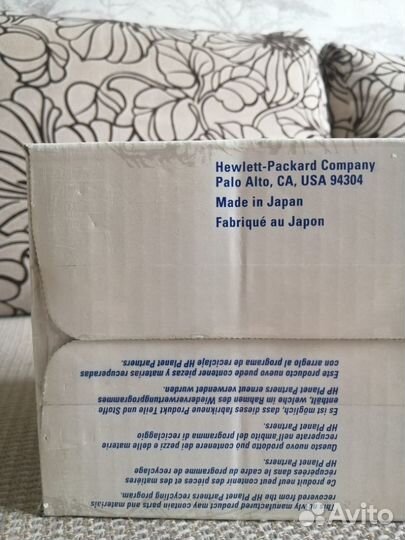 Hewlett-Packard Company
Palo Alto, CA, USA 94304
Made in Japan
Fabriqué au Japon
This new product may contain parts and materials
recovered from the HP Planet Partners recycling program.
Ce produit neuf peut contenir des pièces et des matières
récupérées dans le cadre du programme de recyclage
HP Planet Partners.
Questo nuovo prodotto può contenere dei pezzi e delle materie
recuperate nell'ambito del programma di riciclaggio
HP Planet Partners.
Es ist möglich, dass dieses fabrikneue Produkt Teile und Stoffe
enthält, welche im Rahmen des Wiederverwertungsprogrammes
HP Planet Partners erneut verwendet wurden.
Este producto nuevo puede contener materias y piezas recuperadas
con arreglo al programa de reciclaje HP Planet Partners.
Avito